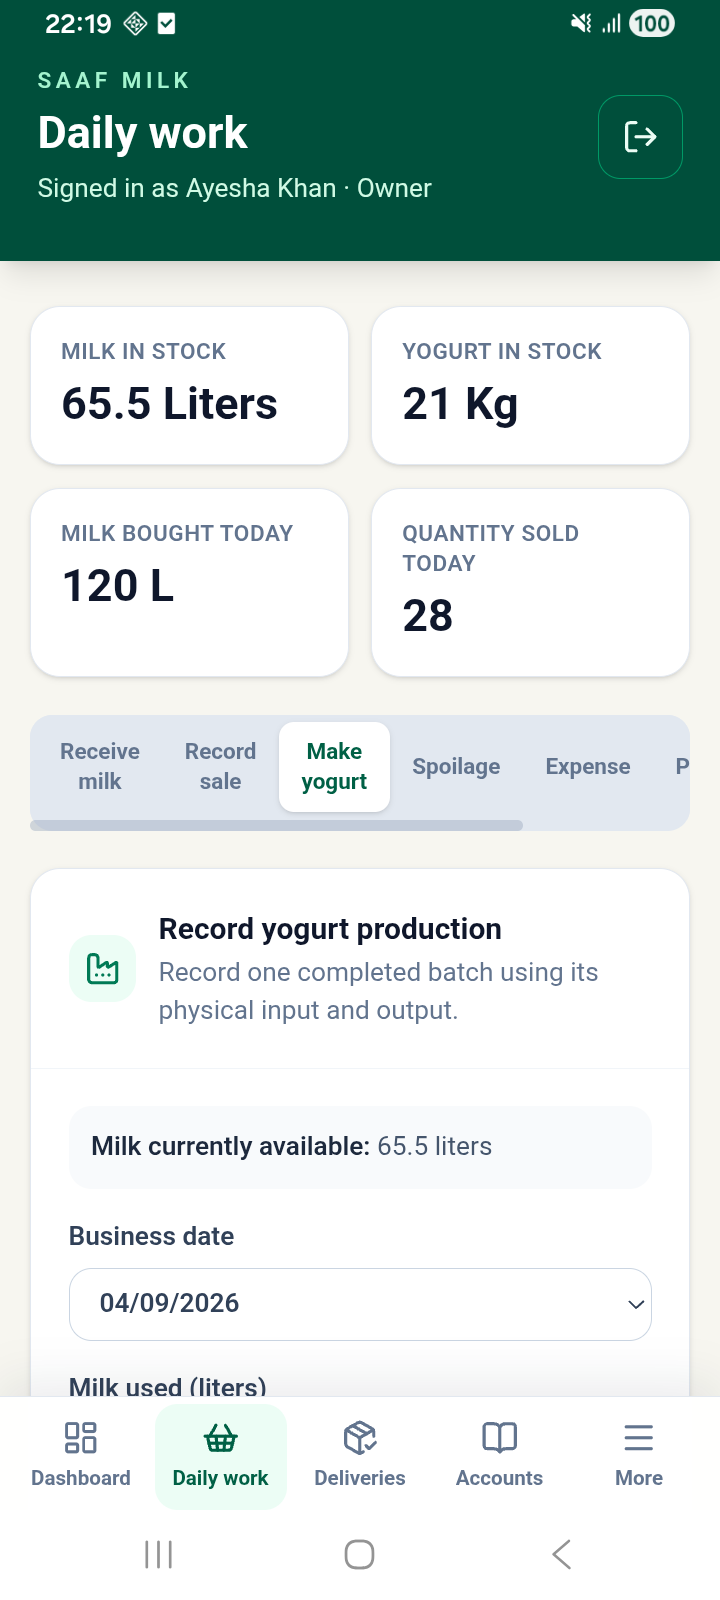 22:19
100
SAAF MILK
Daily work
Signed in as Ayesha Khan · Owner
MILK IN STOCK
65.5 Liters
YOGURT IN STOCK
21 Kg
MILK BOUGHT TODAY
120 L
QUANTITY SOLD
TODAY
28
Receive
milk
Record
sale
Make
yogurt
Spoilage
Expense
P
Record yogurt production
Record one completed batch using its
physical input and output.
Milk currently available: 65.5 liters
Business date
04/09/2026
Milk used (liters)
Dashboard
Daily work
Deliveries
Accounts
More